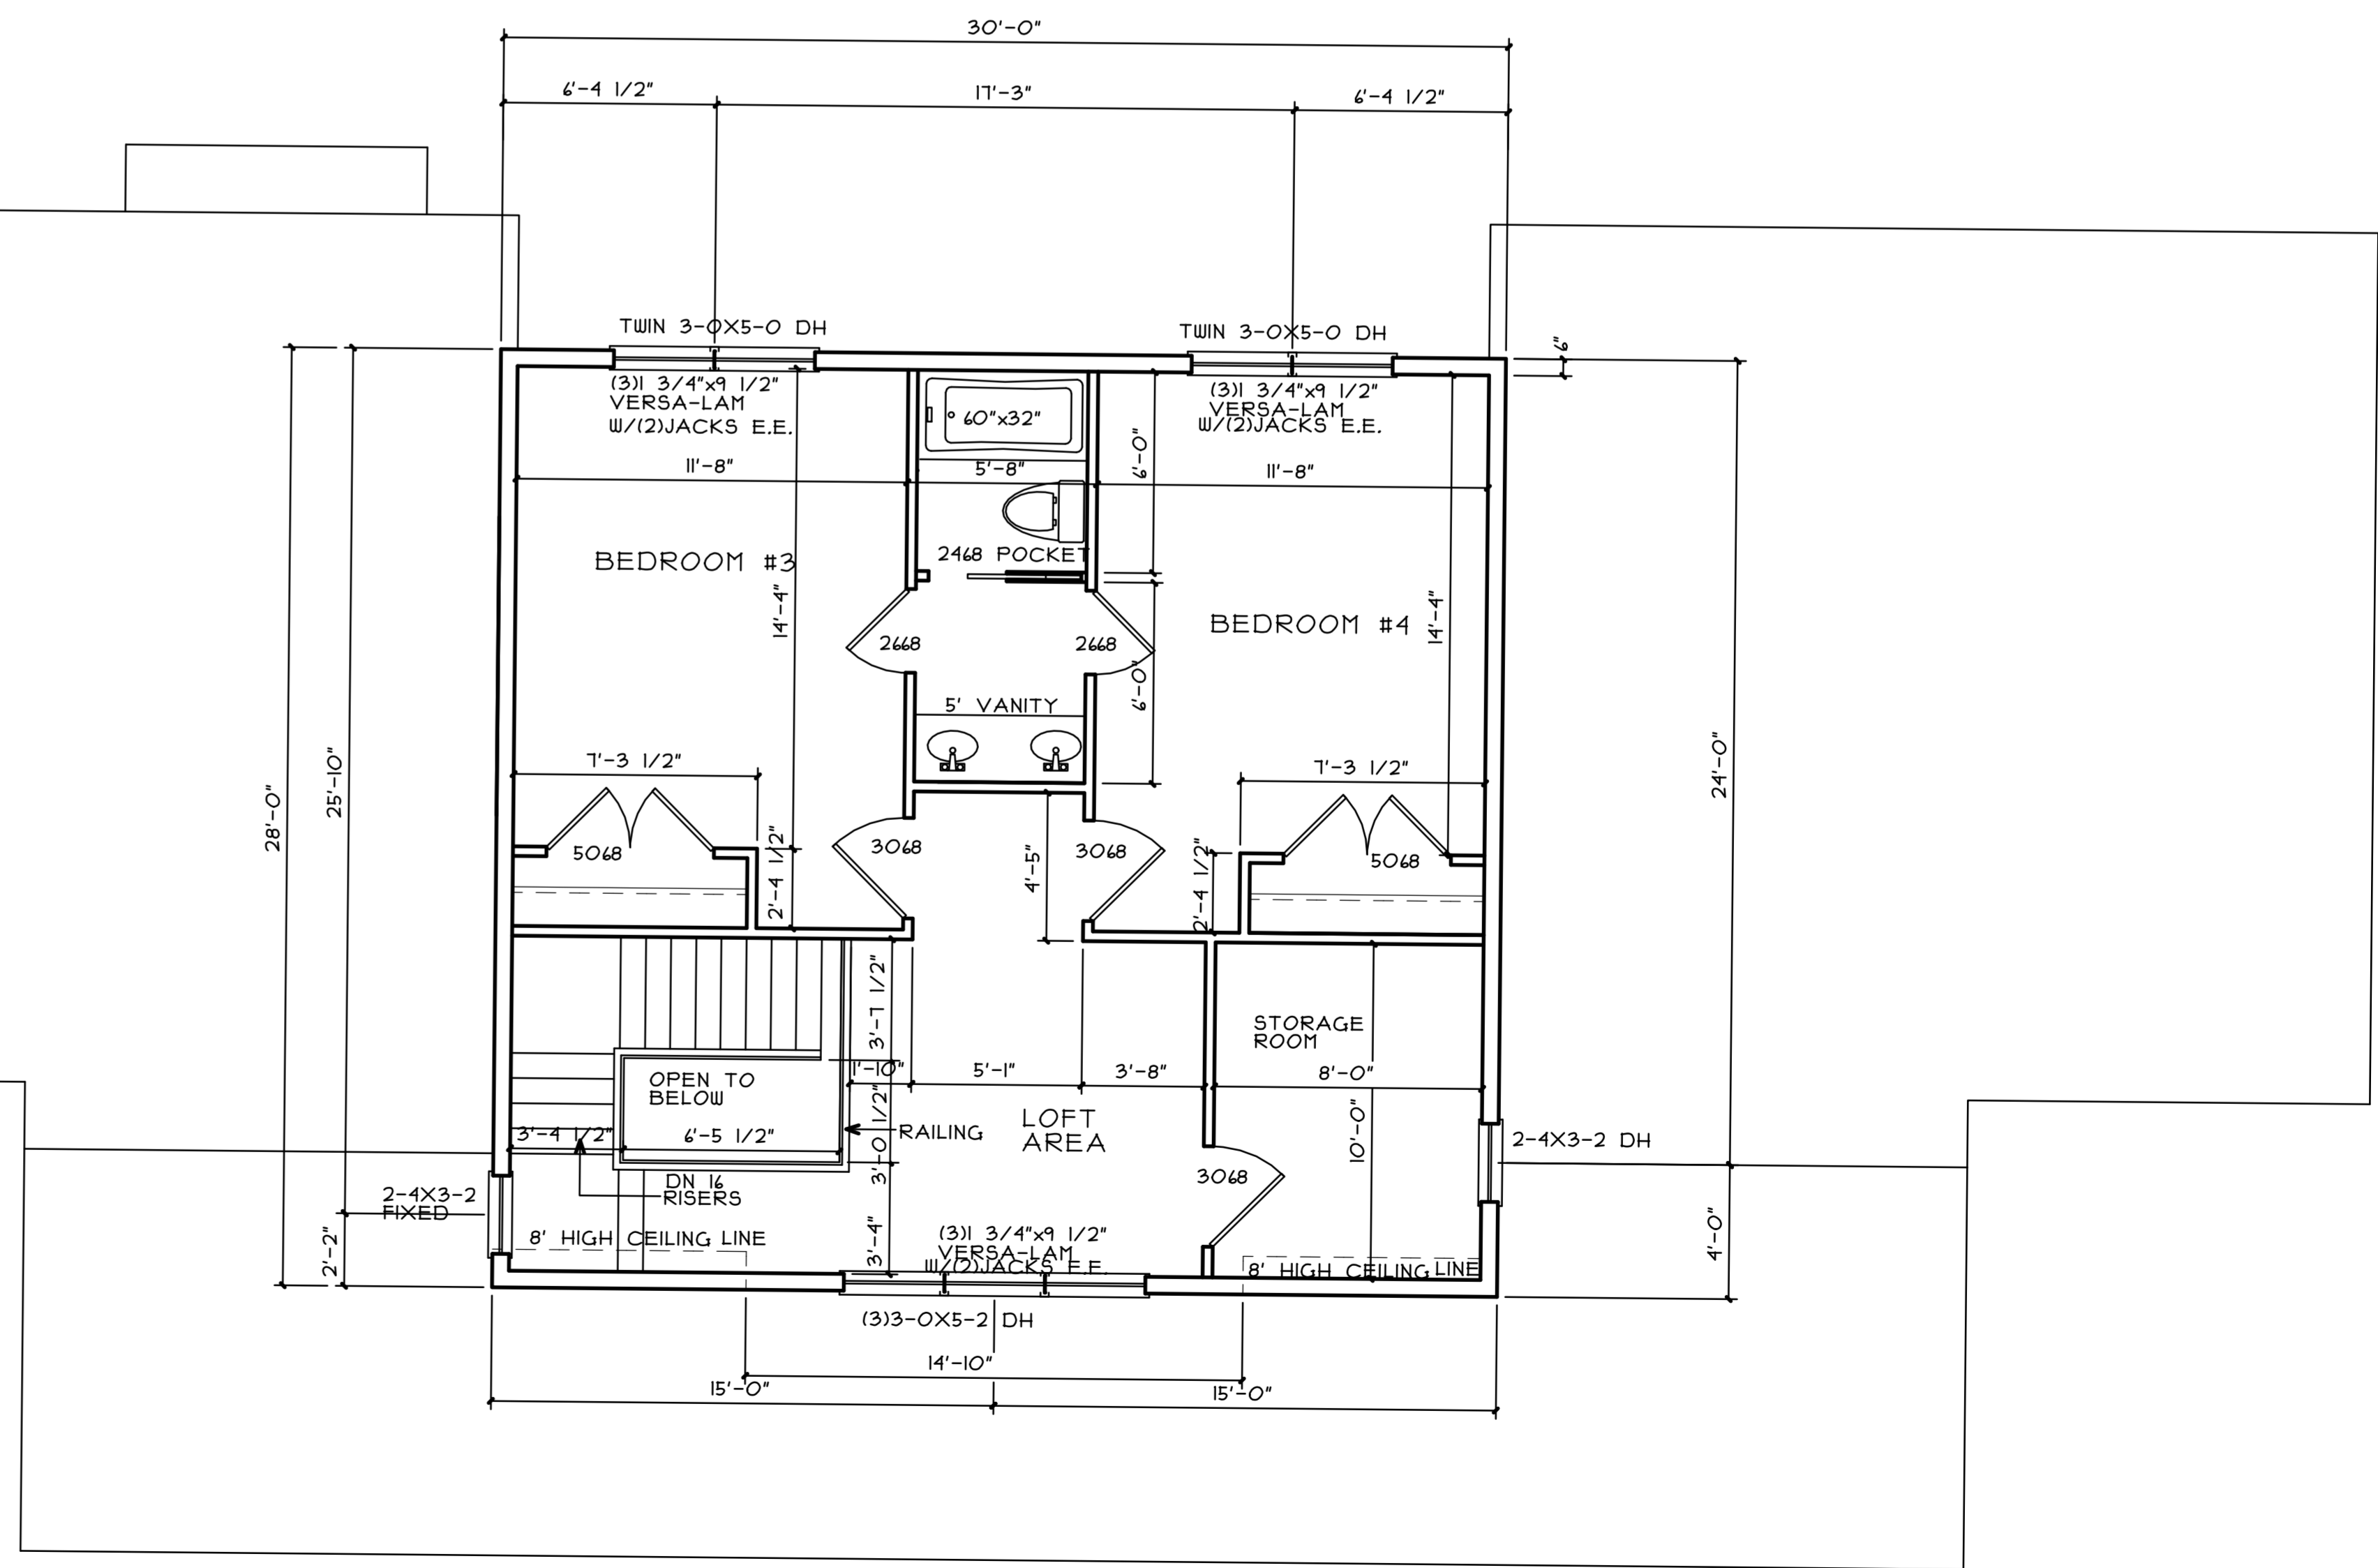 30'-0"
6'-4 1/2"
17'-3"
6'-4 1/2"
TWIN 3-0X5-0 DH
TWIN 3-0X5-0 DH
6"
(3)1 3/4"x9 1/2"
VERSA-LAM
W/(2)JACKS E.E.
(3)1 3/4"x9 1/2"
VERSA-LAM
W/(2)JACKS E.E.
60"x32"
11'-8"
5'-8"
6'-0"
11'-8"
BEDROOM #3
2468 POCKET
14'-4"
BEDROOM #4
14'-4"
2668
2668
6'-0"
5' VANITY
7'-3 1/2"
7'-3 1/2"
28'-0"
25'-10"
24'-0"
5068
3068
3068
5068
2'-4 1/2"
4'-5"
2'-4 1/2"
3'-7 1/2"
STORAGE
ROOM
OPEN TO
BELOW
1'-10"
5'-1"
3'-8"
8'-0"
3'-4 1/2"
6'-5 1/2"
3'-0 1/2"
RAILING
LOFT
AREA
10'-0"
2-4X3-2 DH
2-4X3-2
FIXED
DN 16
RISERS
3068
2'-2"
8' HIGH CEILING LINE
3'-4"
(3)1 3/4"x9 1/2"
VERSA-LAM
W/(2)JACKS E.E.
8' HIGH CEILING LINE
4'-0"
(3)3-0X5-2 DH
14'-10"
15'-0"
15'-0"